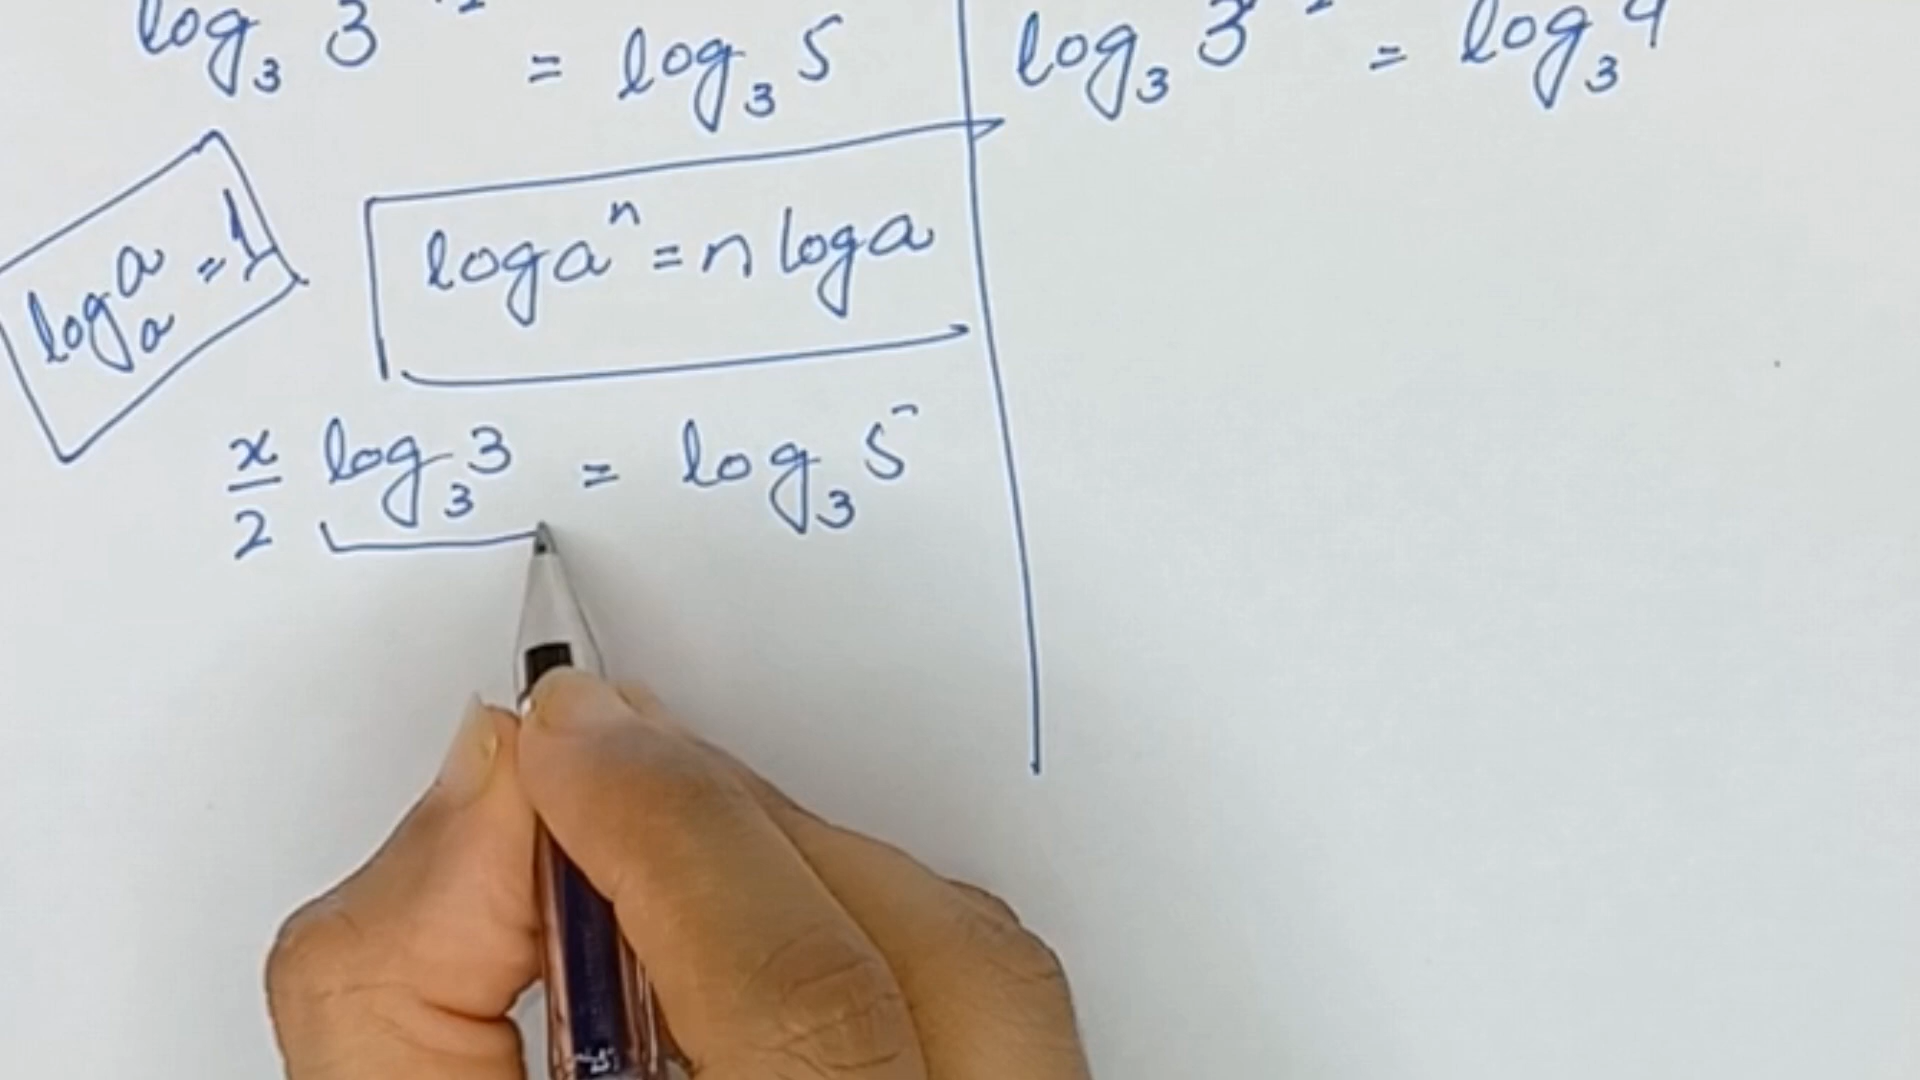 log₃ 3 = log₃ 5
log₃ 3 = log₃ 4
logₐ a = 1
log aⁿ = n log a
x/2 log₃ 3 = log₃ 5